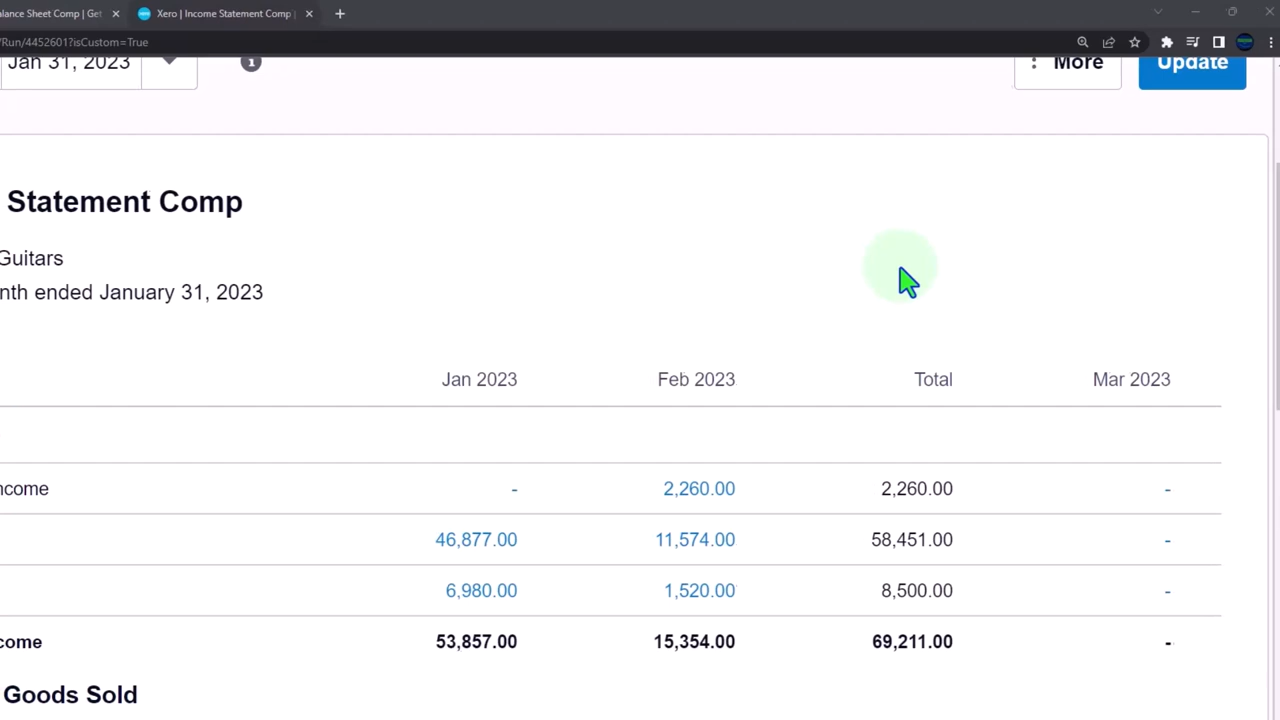 alance Sheet Comp | Get
Xero | Income Statement Comp |
/Run/4452601?isCustom=True
Jan 31, 2023
More
Update
Statement Comp
Guitars
nth ended January 31, 2023
Jan 2023 Feb 2023 Total Mar 2023
ncome - 2,260.00 2,260.00 -
46,877.00 11,574.00 58,451.00 -
6,980.00 1,520.00 8,500.00 -
come 53,857.00 15,354.00 69,211.00 -
Goods Sold